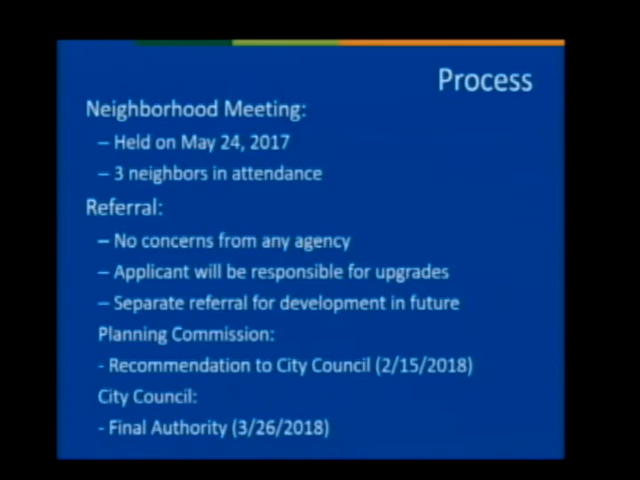 Process
Neighborhood Meeting:
– Held on May 24, 2017
– 3 neighbors in attendance
Referral:
– No concerns from any agency
– Applicant will be responsible for upgrades
– Separate referral for development in future
Planning Commission:
- Recommendation to City Council (2/15/2018)
City Council:
- Final Authority (3/26/2018)